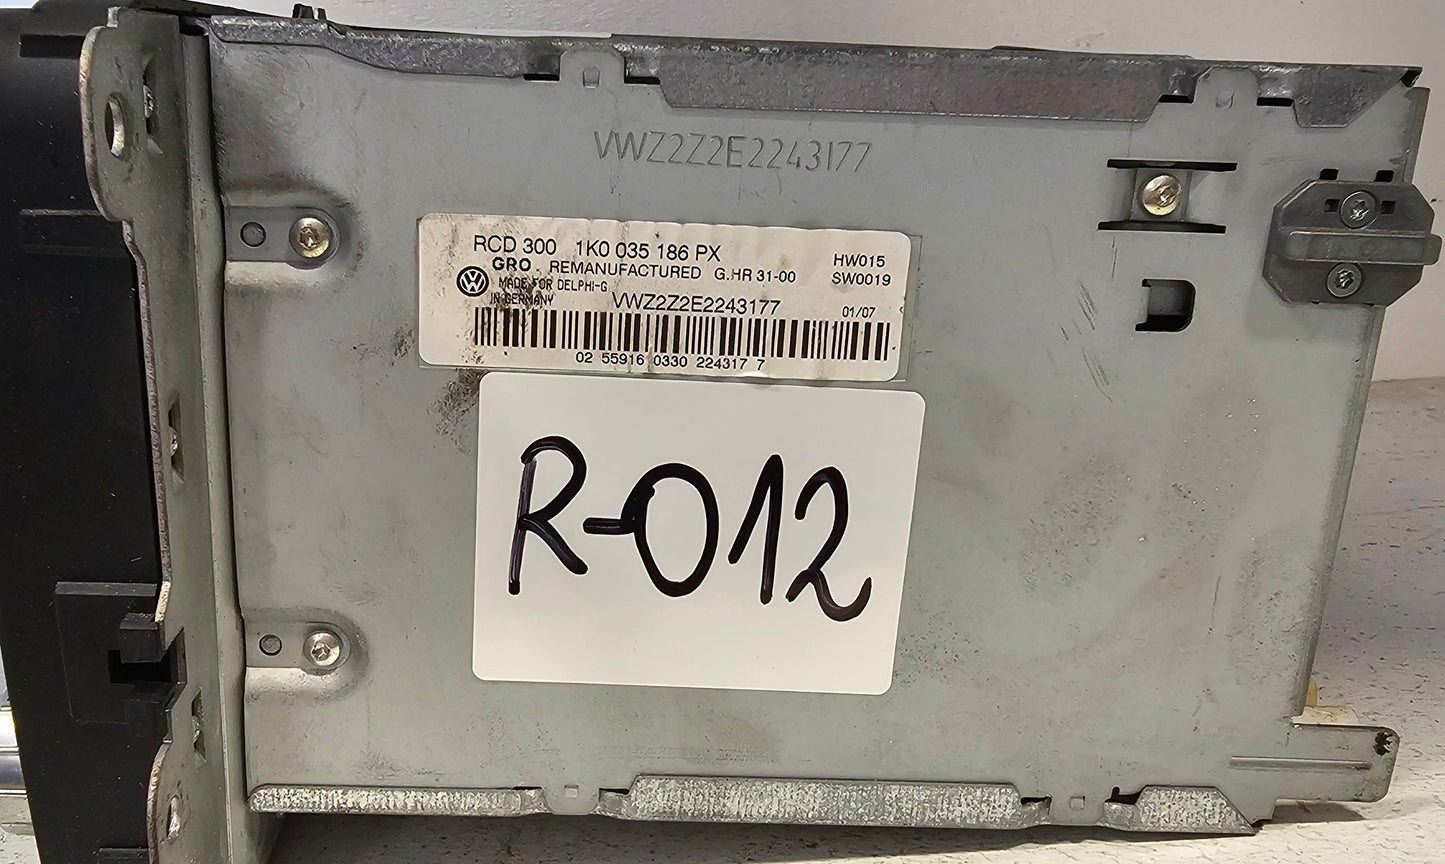 VWZ2Z2E2243177
RCD 300 1K0 035 186 PX HW015
GRO. REMANUFACTURED G.HR 31-00 SW0019
MADE FOR DELPHI-G
IN GERMANY VWZ2Z2E2243177 01/07
02 55916 0330 224317 7
R-012